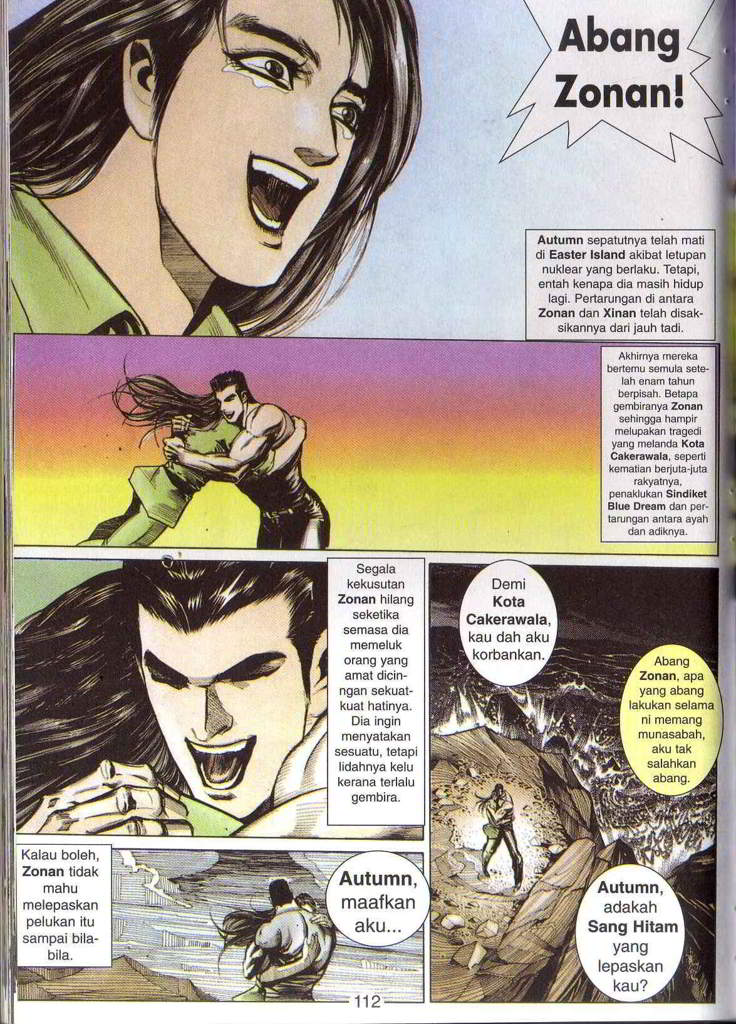 Abang
Zonan!
Autumn sepatutnya telah mati
di Easter Island akibat letupan
nuklear yang berlaku. Tetapi,
entah kenapa dia masih hidup
lagi. Pertarungan di antara
Zonan dan Xinan telah disak-
sikannya dari jauh tadi.
Akhirnya mereka
bertemu semula sete-
lah enam tahun
berpisah. Betapa
gembiranya Zonan
sehingga hampir
melupakan tragedi
yang melanda Kota
Cakerawala, seperti
kematian berjuta-juta
rakyatnya,
penaklukan Sindiket
Blue Dream dan per-
tarungan antara ayah
dan adiknya.
Segala
kekusutan
Zonan hilang
seketika
semasa dia
memeluk
orang yang
amat dicin-
ngan sekuat-
kuat hatinya.
Dia ingin
menyatakan
sesuatu, tetapi
lidahnya kelu
kerana terlalu
gembira.
Kalau boleh,
Zonan tidak
mahu
melepaskan
pelukan itu
sampai bila-
bila.
Autumn,
maafkan
aku...
Demi
Kota
Cakerawala,
kau dah aku
korbankan.
Abang
Zonan, apa
yang abang
lakukan selama
ni memang
munasabah,
aku tak
salahkan
abang.
Autumn,
adakah
Sang Hitam
yang
lepaskan
kau?
112